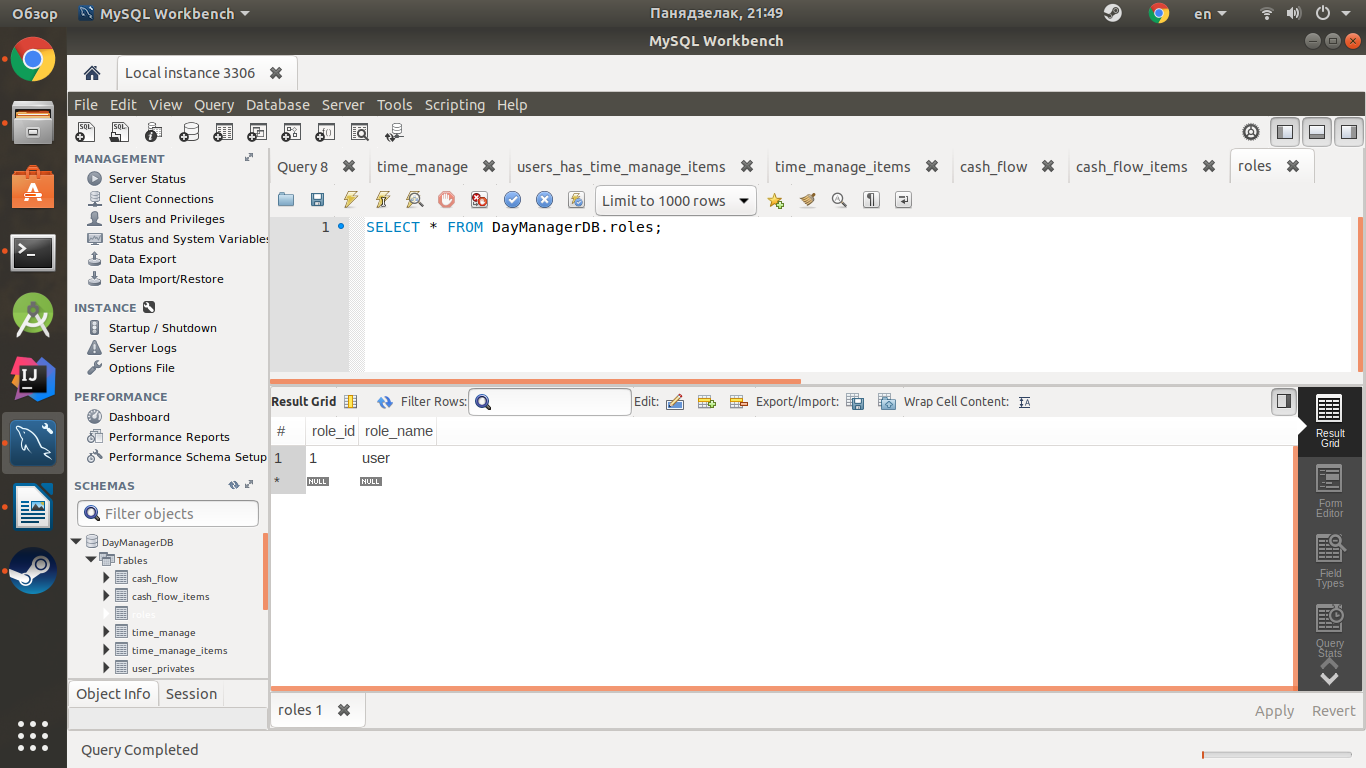 Обзор MySQL Workbench Панядзелак, 21:49 en
MySQL Workbench
Local instance 3306
File Edit View Query Database Server Tools Scripting Help
MANAGEMENT
Server Status
Client Connections
Users and Privileges
Status and System Variables
Data Export
Data Import/Restore
INSTANCE
Startup / Shutdown
Server Logs
Options File
PERFORMANCE
Dashboard
Performance Reports
Performance Schema Setup
SCHEMAS
Filter objects
DayManagerDB
Tables
cash_flow
cash_flow_items
roles
time_manage
time_manage_items
user_privates
Object Info Session
Query 8 time_manage users_has_time_manage_items time_manage_items cash_flow cash_flow_items roles
Limit to 1000 rows
1 SELECT * FROM DayManagerDB.roles;
Result Grid Filter Rows: Edit: Export/Import: Wrap Cell Content: IA
# role_id role_name
1 1 user
* NULL NULL
Result
Grid
Form
Editor
Field
Types
Query
Stats
roles 1
Apply Revert
Query Completed